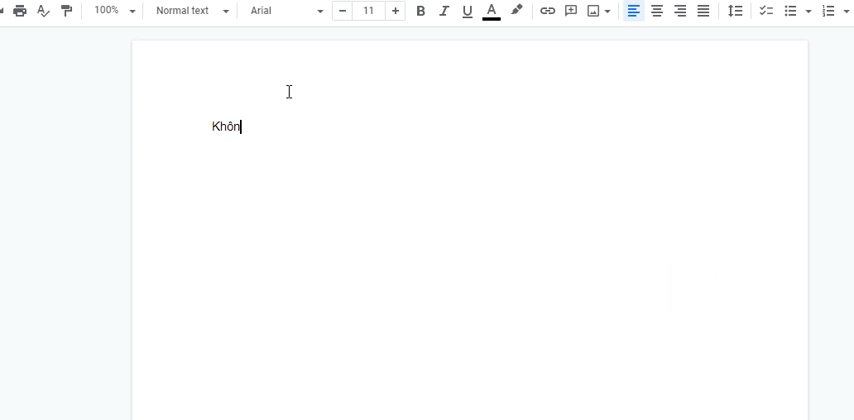 100% Normal text Arial − 11 + B I U A
Khôn